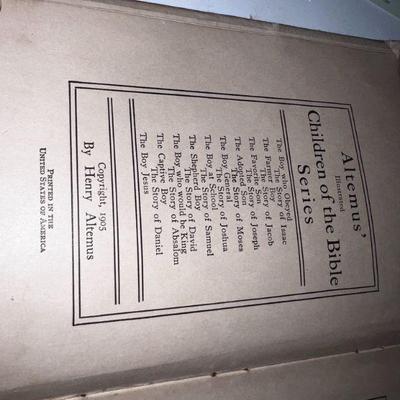 Altemus'
Illustrated
Children of the Bible
Series
The Boy who Obeyed
The Story of Isaac
The Farmer Boy
The Story of Jacob
The Favorite Son
The Story of Joseph
The Adopted Son
The Story of Moses
The Boy General
The Story of Joshua
The Boy at School
The Story of Samuel
The Shepherd Boy
The Story of David
The Boy who would be King
The Story of Absalom
The Captive Boy
The Story of Daniel
The Boy Jesus
Copyright, 1905
By Henry Altemus
PRINTED IN THE
UNITED STATES OF AMERICA